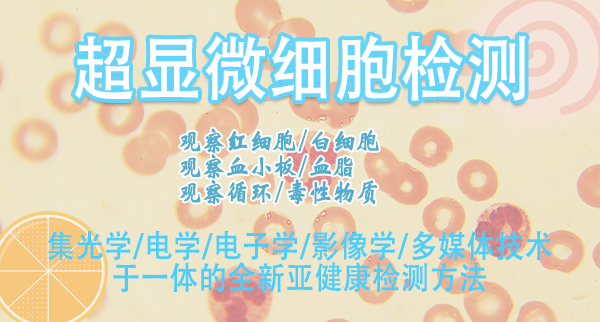 超显微细胞检测
观察红细胞/白细胞
观察血小板/血脂
观察循环/毒性物质
集光学/电学/电子学/影像学/多媒体技术
于一体的全新亚健康检测方法